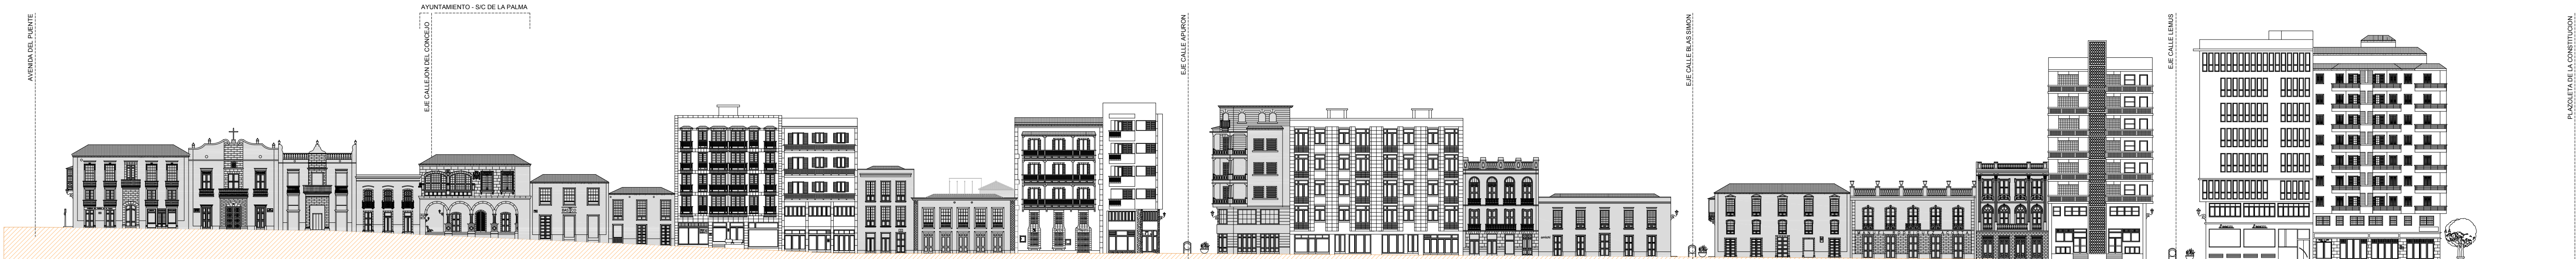 AVENIDA DEL PUENTE
AYUNTAMIENTO - S/C DE LA PALMA
EJE CALLEJON DEL CONCEJO
EJE CALLE APURON
EJE CALLE BLAS SIMON
EJE CALLE LEMUS
PLAZOLETA DE LA CONSTITUCION